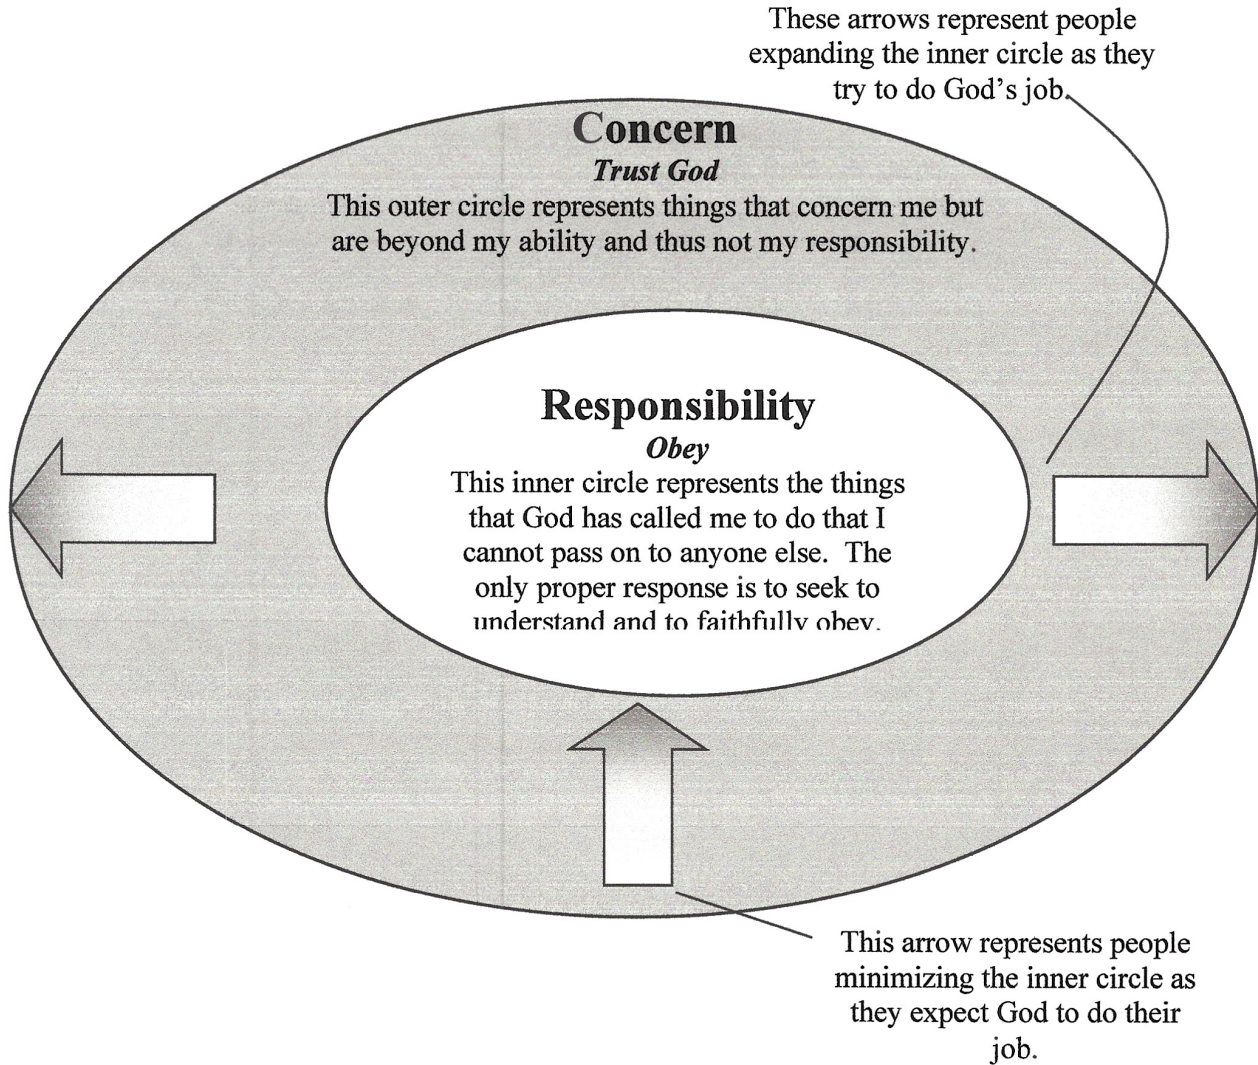 These arrows represent people
expanding the inner circle as they
try to do God's job.
Concern
Trust God
This outer circle represents things that concern me but
are beyond my ability and thus not my responsibility.
Responsibility
Obey
This inner circle represents the things
that God has called me to do that I
cannot pass on to anyone else.  The
only proper response is to seek to
understand and to faithfully obey.
This arrow represents people
minimizing the inner circle as
they expect God to do their
job.